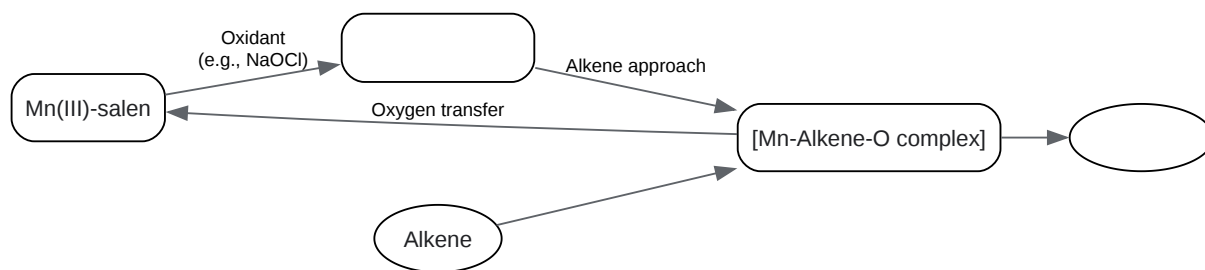 Oxidant
(e.g., NaOCl)
Alkene approach
Mn(III)-salen
Oxygen transfer
[Mn-Alkene-O complex]
Alkene